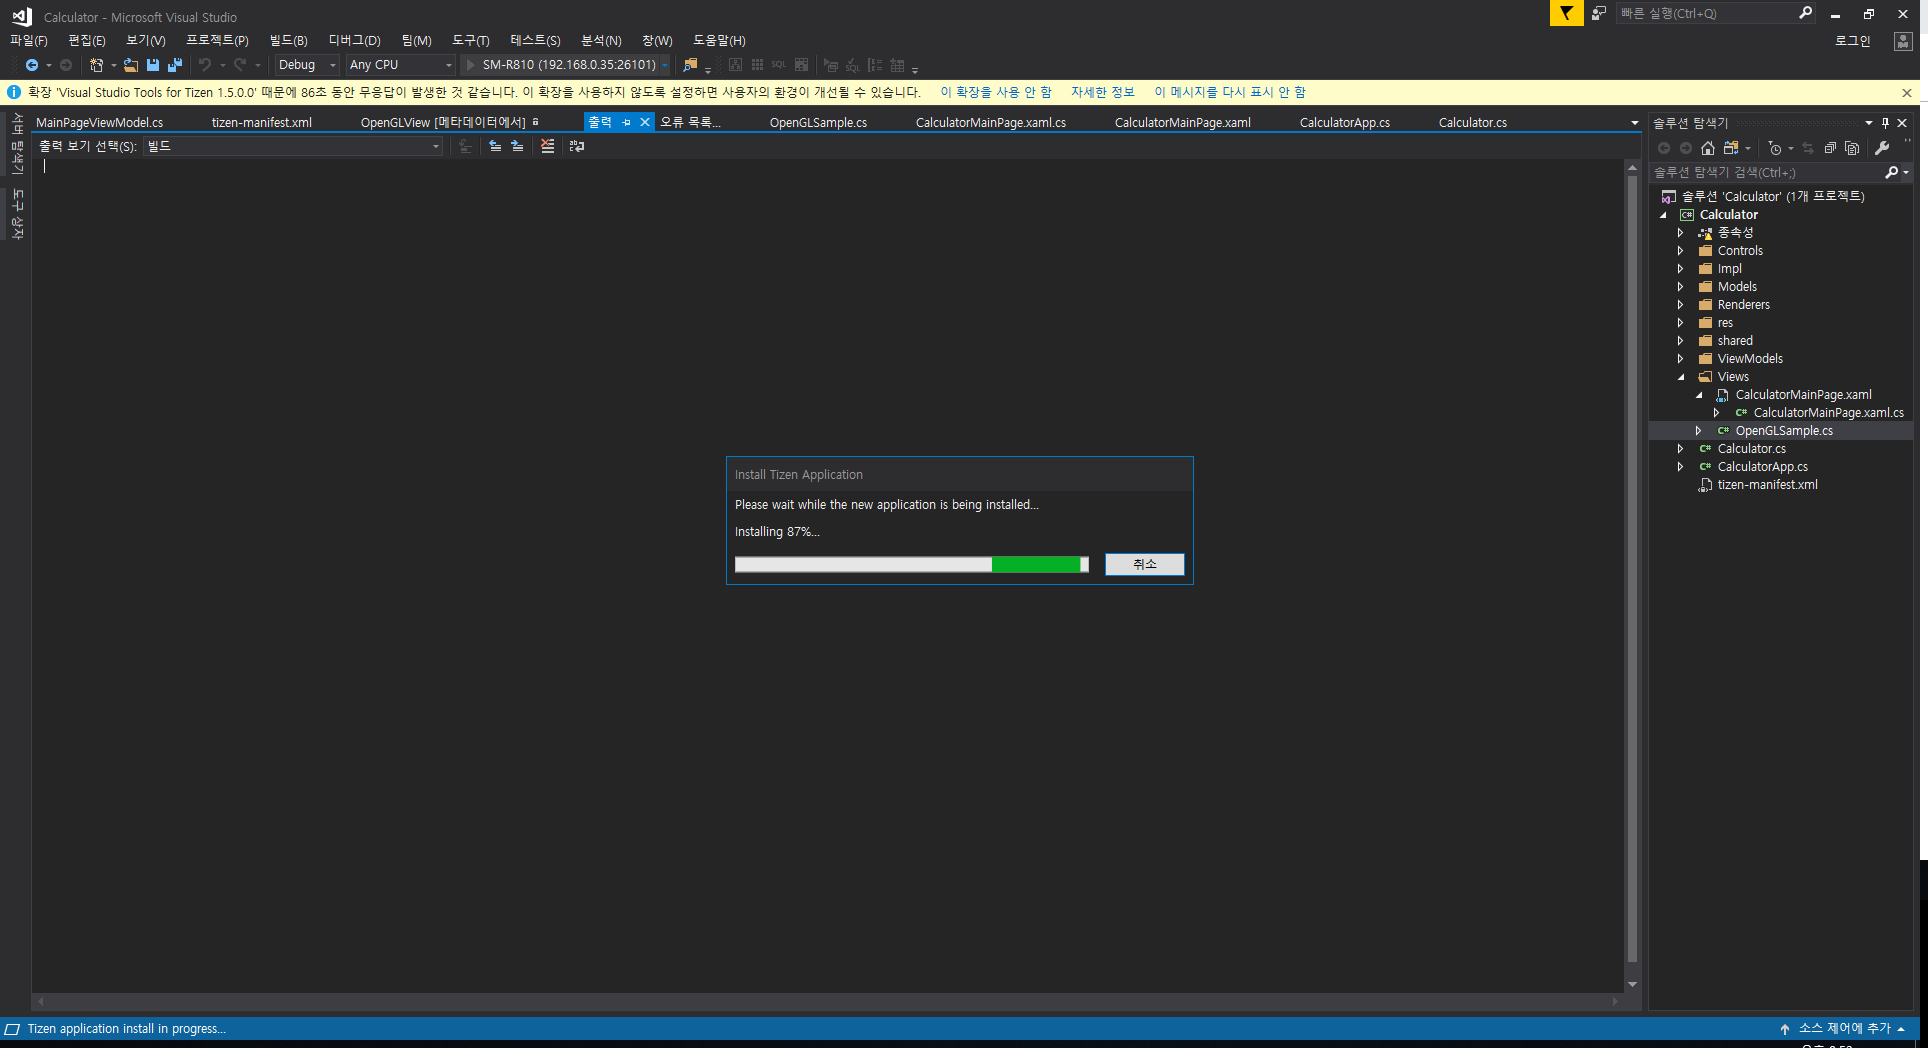 Calculator - Microsoft Visual Studio
빠른 실행(Ctrl+Q)
파일(F) 편집(E) 보기(V) 프로젝트(P) 빌드(B) 디버그(D) 팀(M) 도구(T) 테스트(S) 분석(N) 창(W) 도움말(H)
로그인
Debug Any CPU SM-R810 (192.168.0.35:26101)
확장 'Visual Studio Tools for Tizen 1.5.0.0' 때문에 86초 동안 무응답이 발생한 것 같습니다. 이 확장을 사용하지 않도록 설정하면 사용자의 환경이 개선될 수 있습니다. 이 확장을 사용 안 함 자세한 정보 이 메시지를 다시 표시 안 함
서버 탐색기
도구 상자
MainPageViewModel.cs tizen-manifest.xml OpenGLView [메타데이터에서] 출력 오류 목록... OpenGLSample.cs CalculatorMainPage.xaml.cs CalculatorMainPage.xaml CalculatorApp.cs Calculator.cs
출력 보기 선택(S): 빌드
Install Tizen Application
Please wait while the new application is being installed...
Installing 87%...
취소
솔루션 탐색기
솔루션 탐색기 검색(Ctrl+;)
솔루션 'Calculator' (1개 프로젝트)
Calculator
종속성
Controls
Impl
Models
Renderers
res
shared
ViewModels
Views
CalculatorMainPage.xaml
CalculatorMainPage.xaml.cs
OpenGLSample.cs
Calculator.cs
CalculatorApp.cs
tizen-manifest.xml
Tizen application install in progress...
소스 제어에 추가